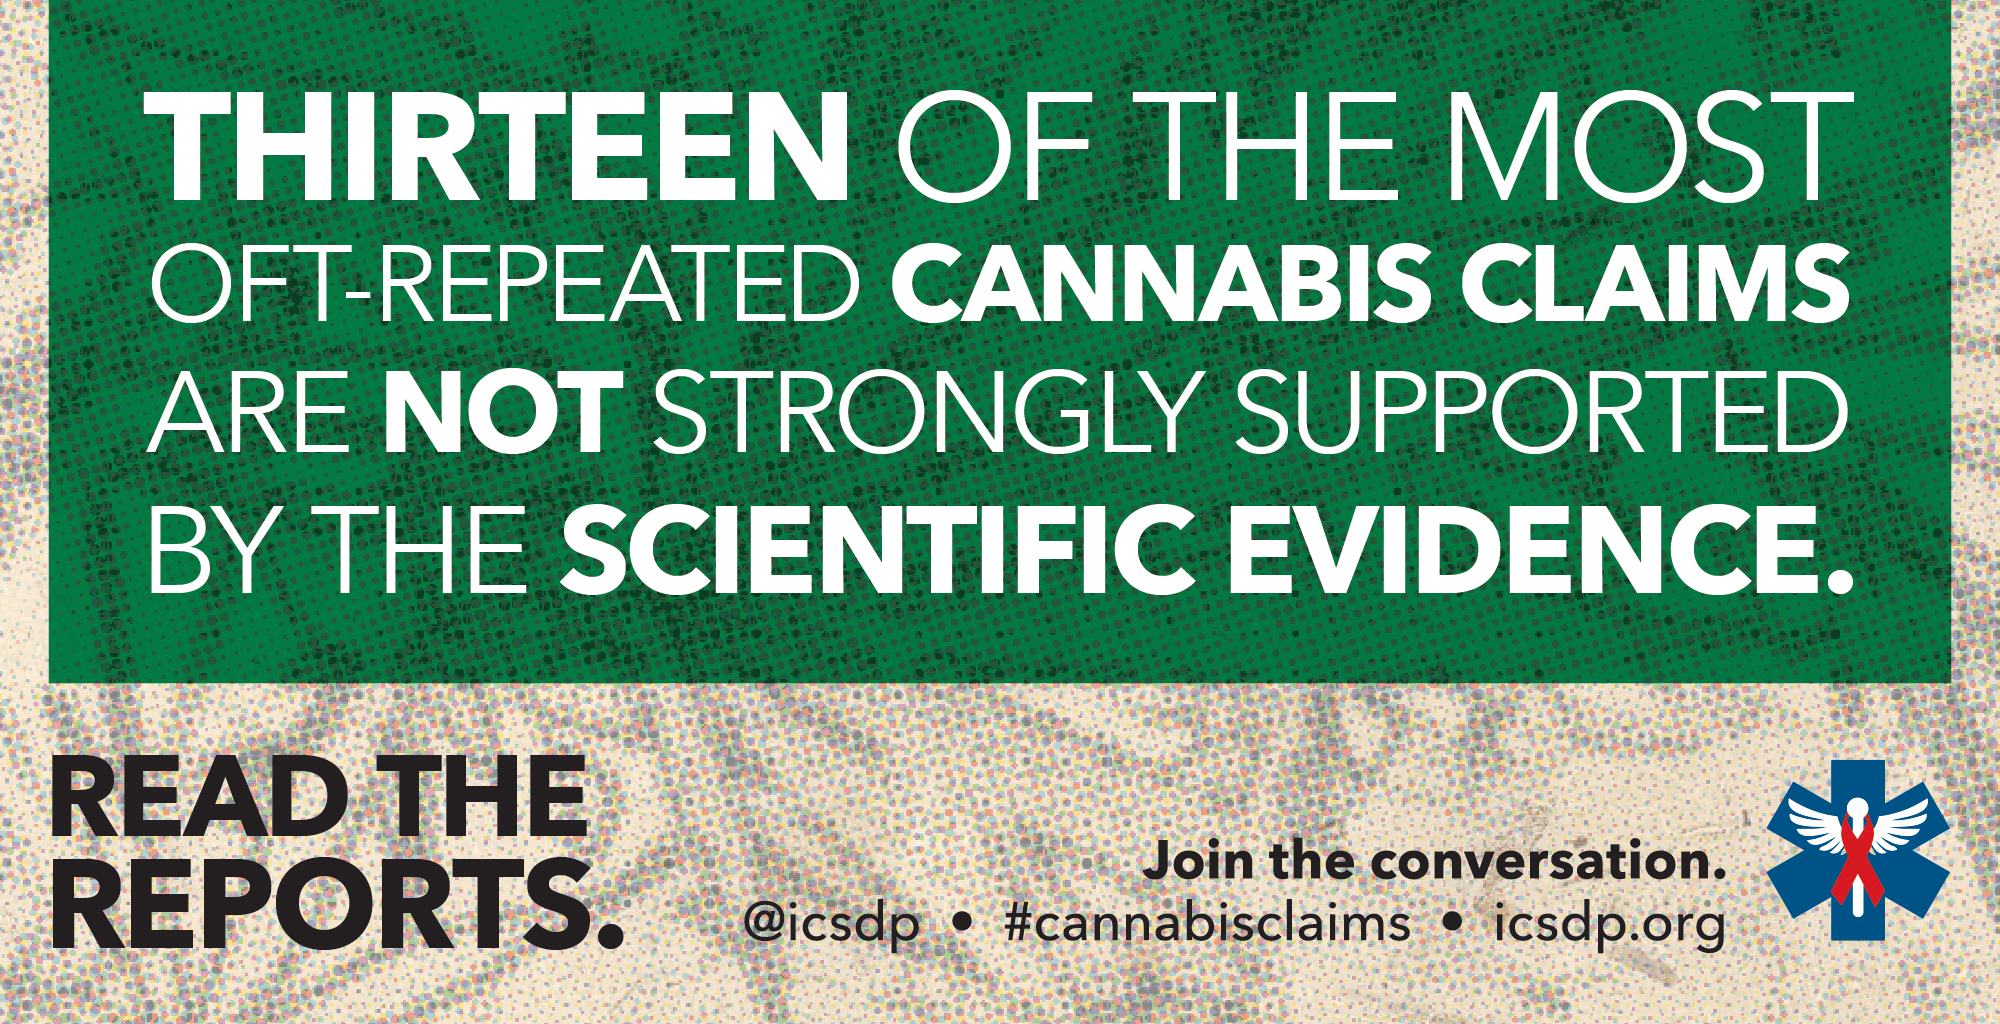 THIRTEEN OF THE MOST
OFT-REPEATED CANNABIS CLAIMS
ARE NOT STRONGLY SUPPORTED
BY THE SCIENTIFIC EVIDENCE.
READ THE
REPORTS.
Join the conversation.
@icsdp • #cannabisclaims • icsdp.org